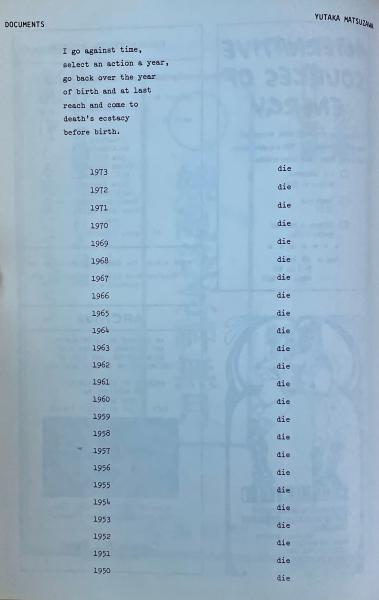 DOCUMENTS
YUTAKA MATSUZAWA
I go against time,
select an action a year,
go back over the year
of birth and at last
reach and come to
death's ecstacy
before birth.
1973 die
1972 die
1971 die
1970 die
1969 die
1968 die
1967 die
1966 die
1965 die
1964 die
1963 die
1962 die
1961 die
1960 die
1959 die
1958 die
1957 die
1956 die
1955 die
1954 die
1953 die
1952 die
1951 die
1950 die